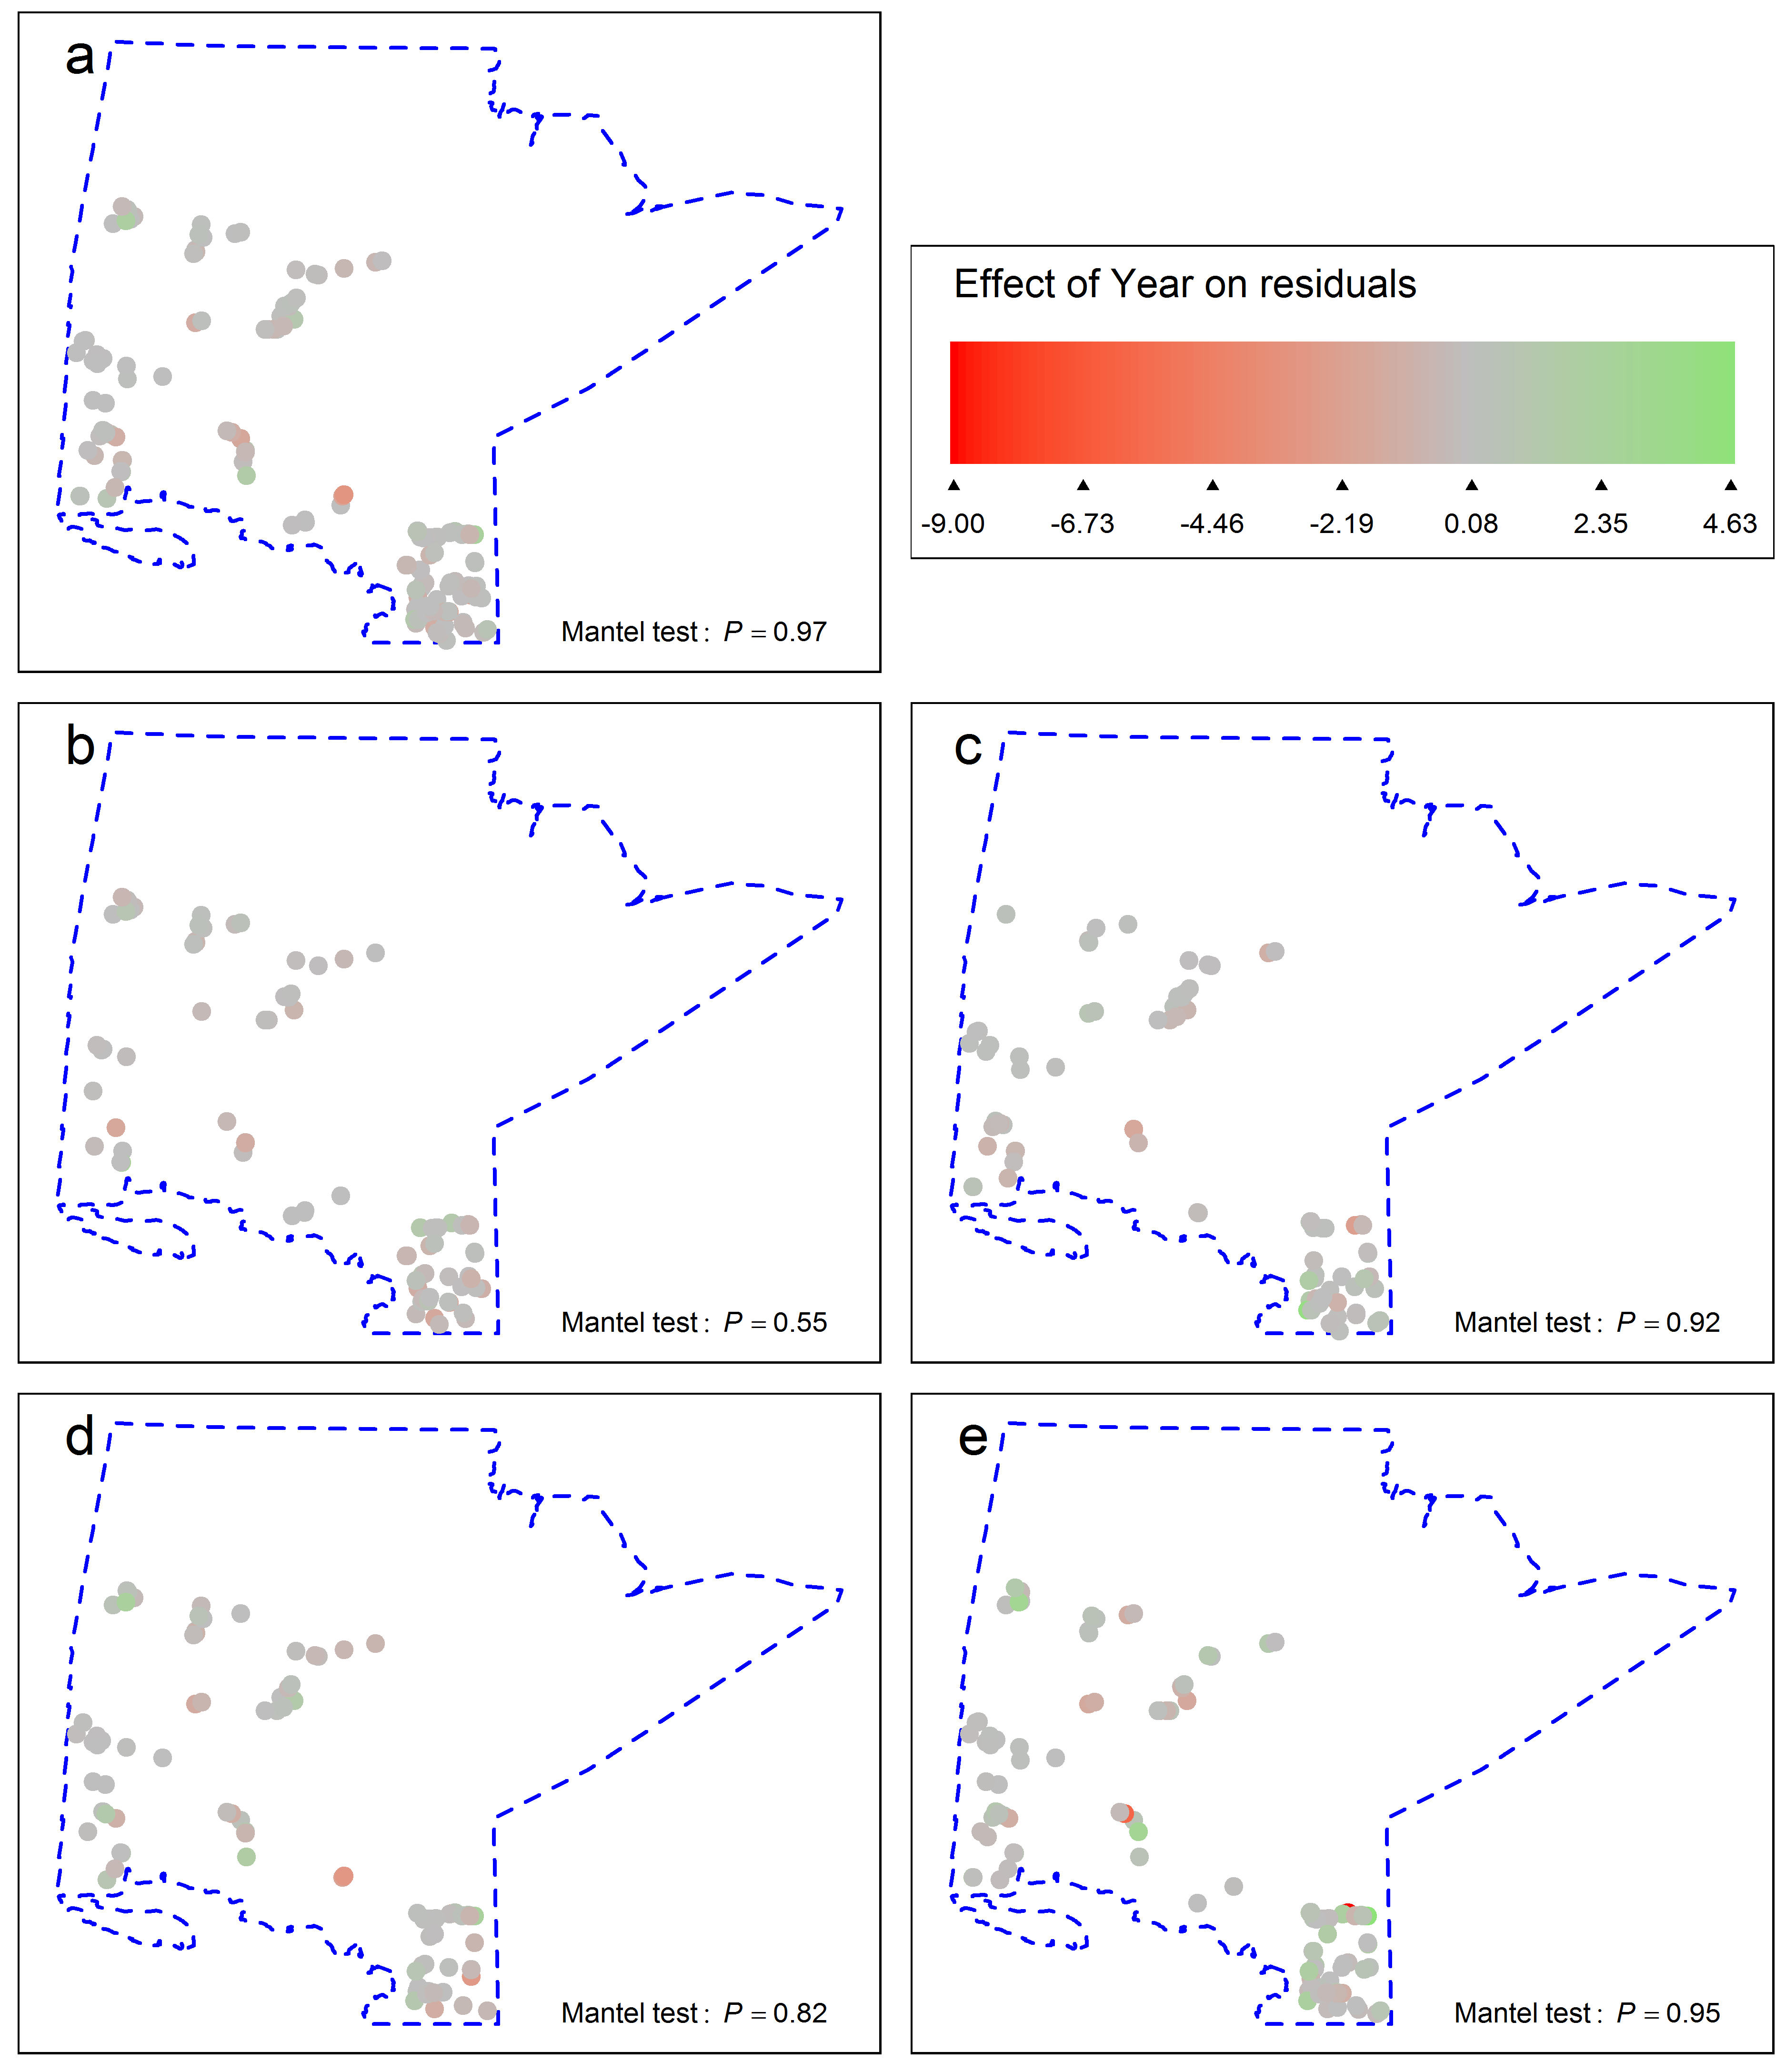 a
Mantel test : P = 0.97
Effect of Year on residuals
-9.00 -6.73 -4.46 -2.19 0.08 2.35 4.63
b
Mantel test : P = 0.55
c
Mantel test : P = 0.92
d
Mantel test : P = 0.82
e
Mantel test : P = 0.95